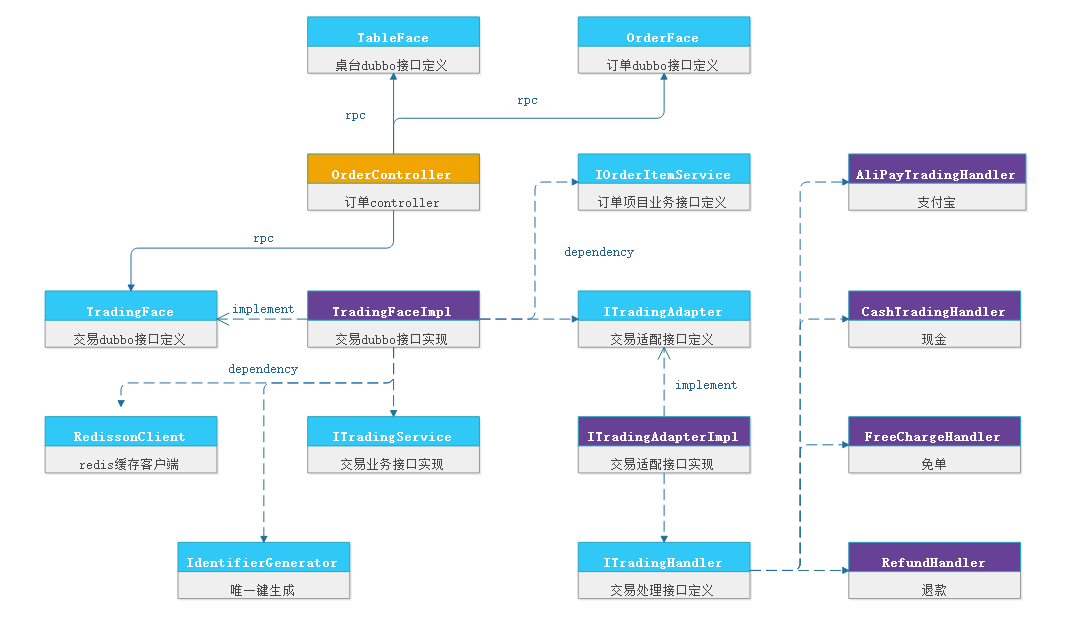 TableFace
桌台dubbo接口定义
OrderFace
订单dubbo接口定义
rpc
rpc
OrderController
订单controller
IOrderItemService
订单项目业务接口定义
AliPayTradingHandler
支付宝
rpc
dependency
TradingFace
交易dubbo接口定义
implement
TradingFaceImpl
交易dubbo接口实现
ITradingAdapter
交易适配接口定义
CashTradingHandler
现金
dependency
implement
RedissonClient
redis缓存客户端
ITradingService
交易业务接口实现
ITradingAdapterImpl
交易适配接口实现
FreeChargeHandler
免单
IdentifierGenerator
唯一键生成
ITradingHandler
交易处理接口定义
RefundHandler
退款